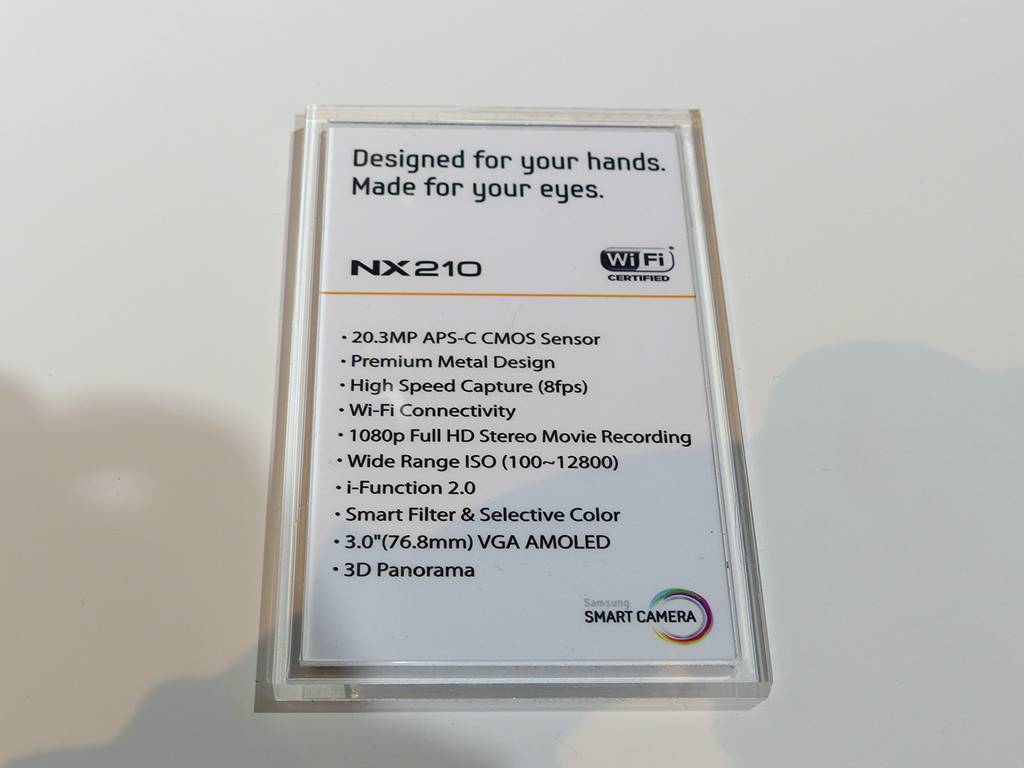 Designed for your hands.
Made for your eyes.
NX210
Wi Fi
CERTIFIED
• 20.3MP APS-C CMOS Sensor
• Premium Metal Design
• High Speed Capture (8fps)
• Wi-Fi Connectivity
• 1080p Full HD Stereo Movie Recording
• Wide Range ISO (100~12800)
• i-Function 2.0
• Smart Filter & Selective Color
• 3.0"(76.8mm) VGA AMOLED
• 3D Panorama
Samsung
SMART CAMERA